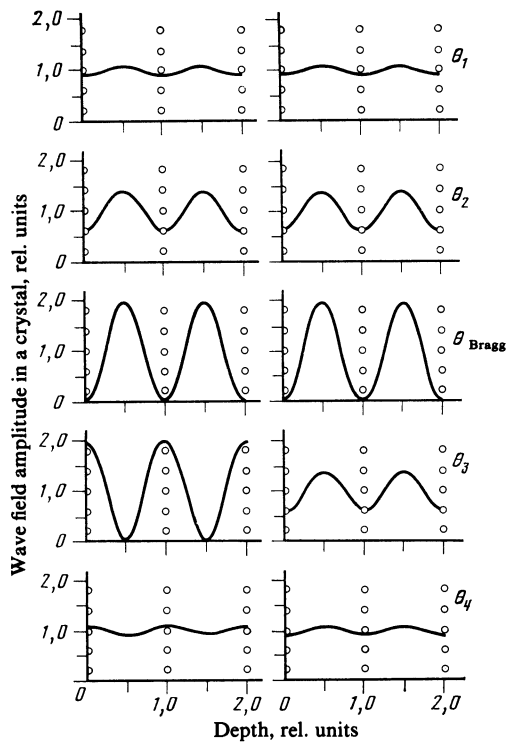 Wave field amplitude in a crystal, rel. units
2,0
1,0
0
θ1
2,0
1,0
0
θ2
2,0
1,0
0
θ Bragg
2,0
1,0
0
θ3
2,0
1,0
θ4
0 1,0 2,0 0 1,0 2,0
Depth, rel. units